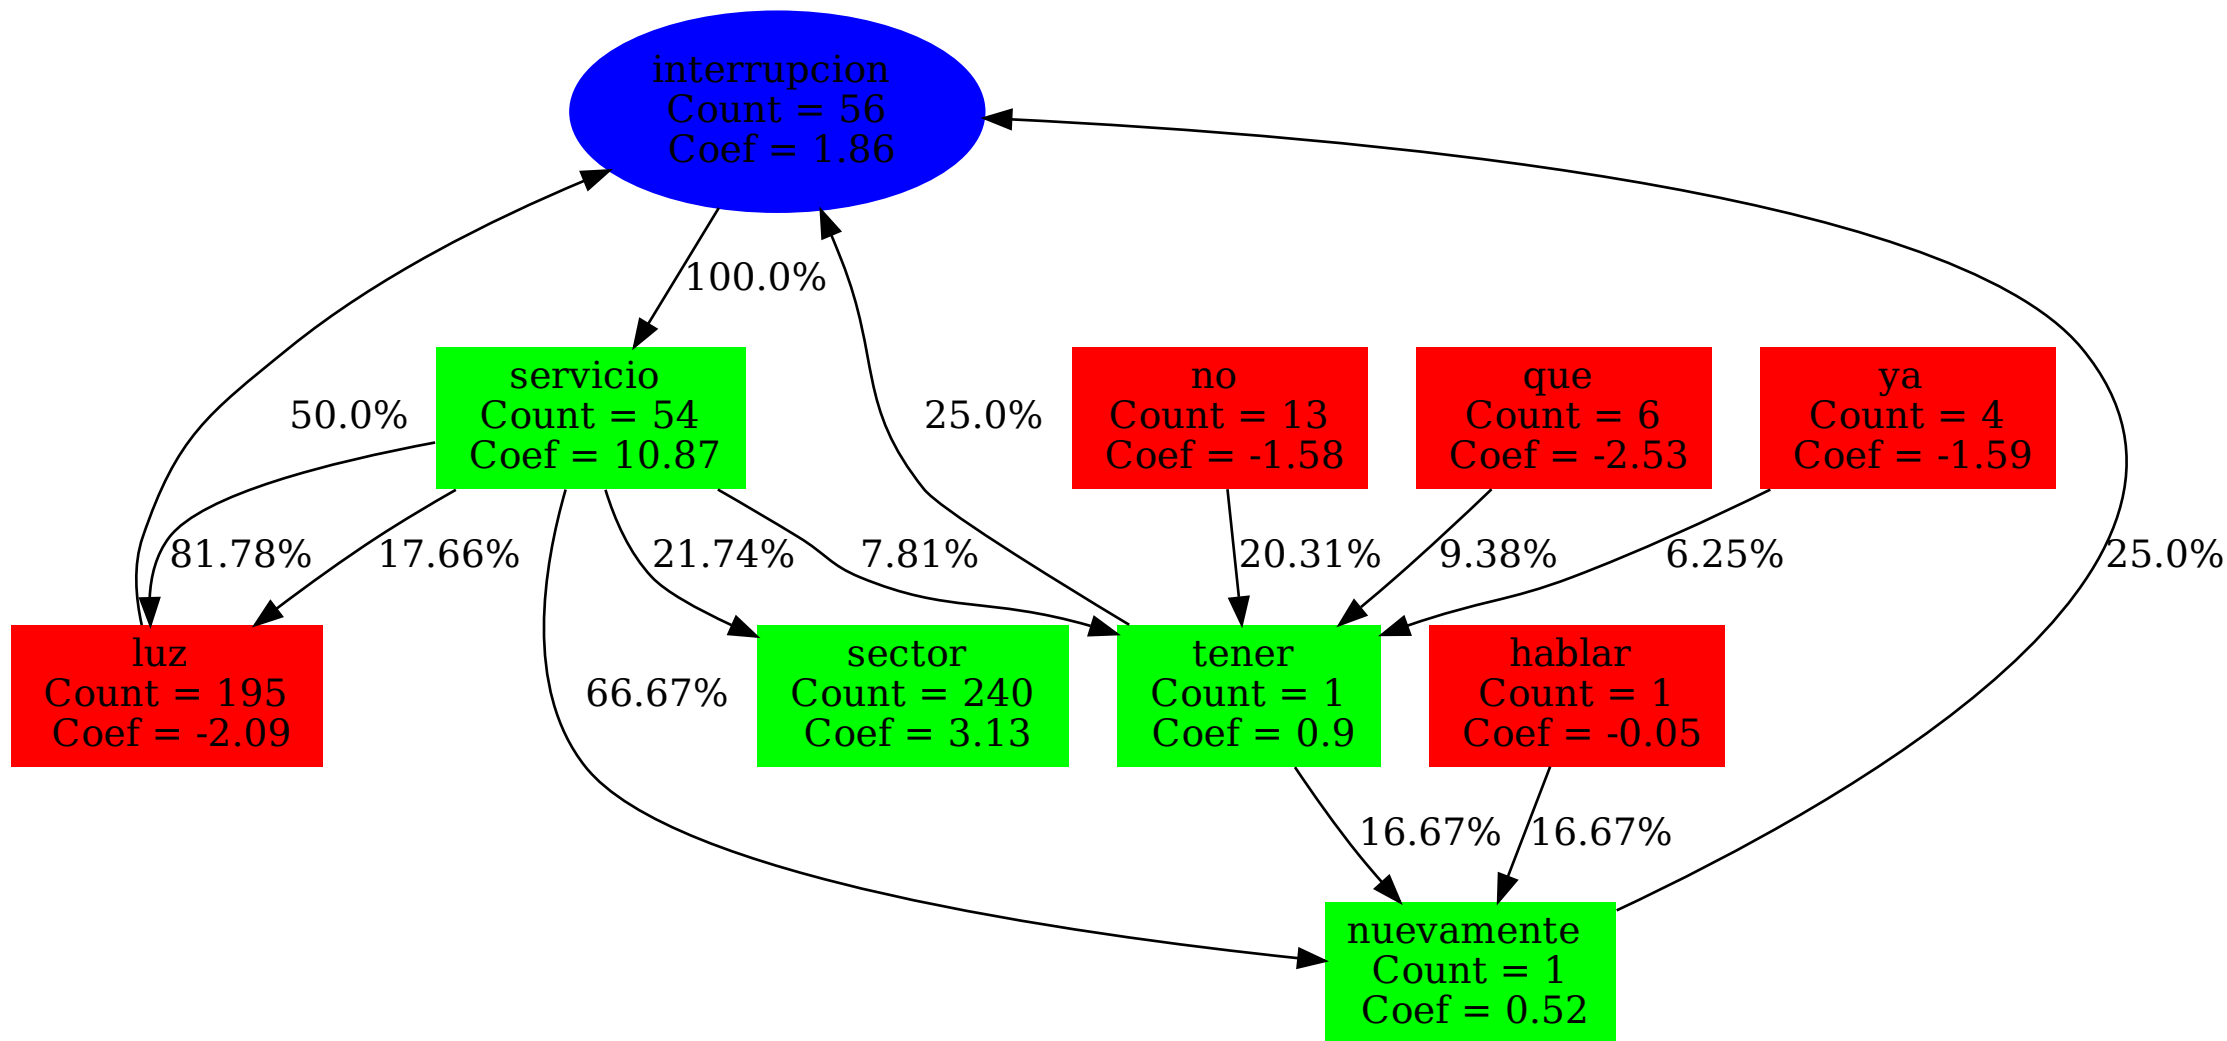 interrupcion
Count = 56
Coef = 1.86
100.0%
servicio
Count = 54
Coef = 10.87
no
Count = 13
Coef = -1.58
que
Count = 6
Coef = -2.53
ya
Count = 4
Coef = -1.59
50.0%
25.0%
81.78%
17.66%
21.74%
7.81%
20.31%
9.38%
6.25%
25.0%
luz
Count = 195
Coef = -2.09
66.67%
sector
Count = 240
Coef = 3.13
tener
Count = 1
Coef = 0.9
hablar
Count = 1
Coef = -0.05
16.67%
16.67%
nuevamente
Count = 1
Coef = 0.52